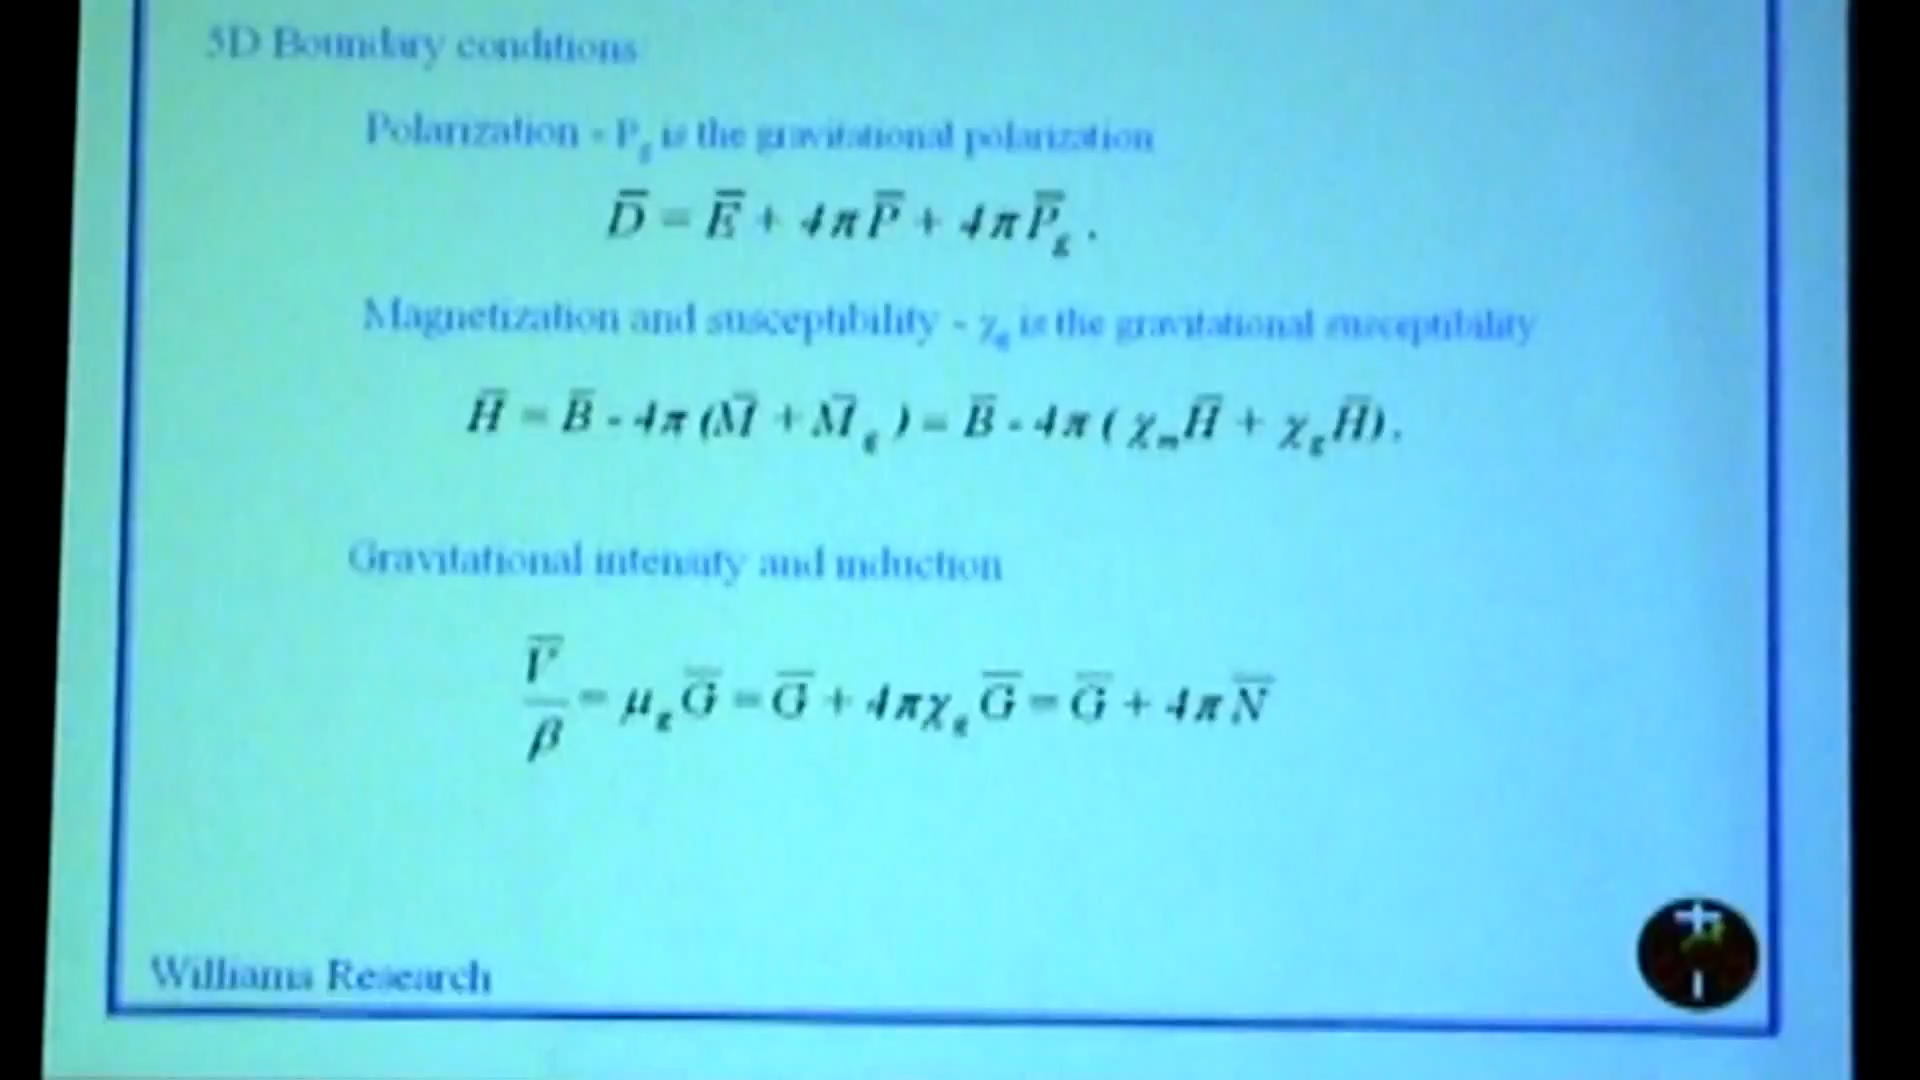 5D Boundary conditions
Polarization - P_g is the gravitational polarization
D̅ = E̅ + 4πP̅ + 4πP̅_g .
Magnetization and susceptibility - χ_g is the gravitational susceptibility
H̅ = B̅ - 4π (M̅ + M̅_g ) = B̅ - 4π ( χ_m H̅ + χ_g H̅) .
Gravitational intensity and induction
V̅/β = μ_g G̅ = G̅ + 4πχ_g G̅ = G̅ + 4πN̅
Williams Research